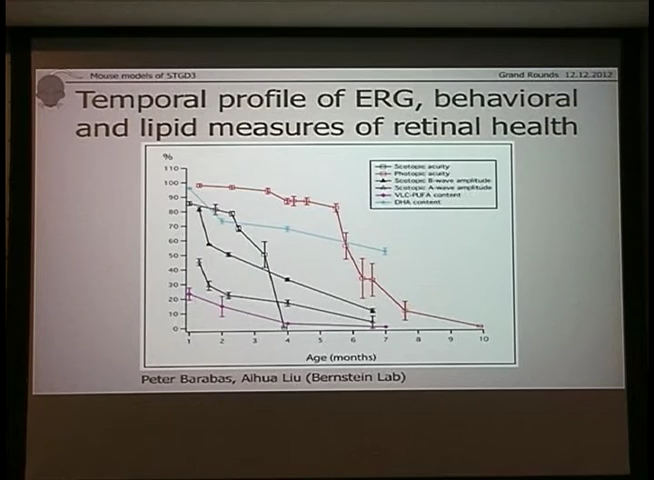 Mouse models of STGD3
Grand Rounds 12.12.2012
Temporal profile of ERG, behavioral
and lipid measures of retinal health
%
110
100
90
80
70
60
50
40
30
20
10
0
1 2 3 4 5 6 7 8 9 10
Age (months)
Scotopic acuity
Photopic acuity
Scotopic B-wave amplitude
Scotopic A-wave amplitude
VLC-PUFA content
DHA content
Peter Barabas, Aihua Liu (Bernstein Lab)